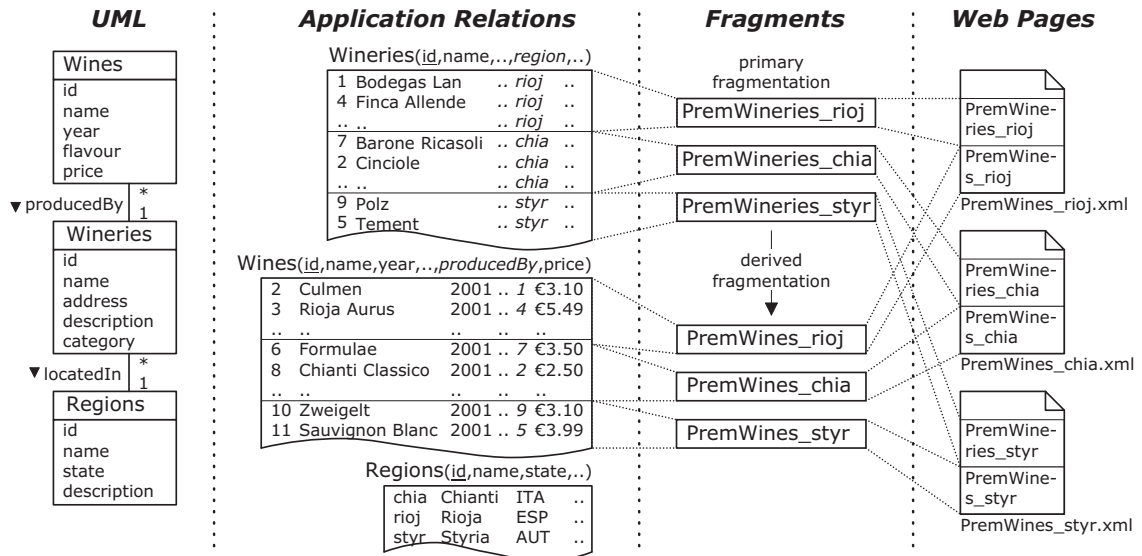 UML
Application Relations
Fragments
Web Pages
Wines
id
name
year
flavour
price
▼ producedBy
*
1
Wineries
id
name
address
description
category
▼ locatedIn
*
1
Regions
id
name
state
description
Wineries(id,name,..,region,..)
1 Bodegas Lan .. rioj ..
4 Finca Allende .. rioj ..
.. .. .. rioj ..
7 Barone Ricasoli .. chia ..
2 Cinciole .. chia ..
.. .. .. chia ..
9 Polz .. styr ..
5 Tement .. styr ..
Wines(id,name,year,..,producedBy,price)
2 Culmen 2001 .. 1 €3.10
3 Rioja Aurus 2001 .. 4 €5.49
.. .. .. .. .. ..
6 Formulae 2001 .. 7 €3.50
8 Chianti Classico 2001 .. 2 €2.50
.. .. .. .. .. ..
10 Zweigelt 2001 .. 9 €3.10
11 Sauvignon Blanc 2001 .. 5 €3.99
Regions(id,name,state,..)
chia Chianti ITA ..
rioj Rioja ESP ..
styr Styria AUT ..
primary
fragmentation
PremWineries_rioj
PremWineries_chia
PremWineries_styr
derived
fragmentation
PremWines_rioj
PremWines_chia
PremWines_styr
PremWine-
ries_rioj
PremWine-
s_rioj
PremWines_rioj.xml
PremWine-
ries_chia
PremWine-
s_chia
PremWines_chia.xml
PremWine-
ries_styr
PremWine-
s_styr
PremWines_styr.xml